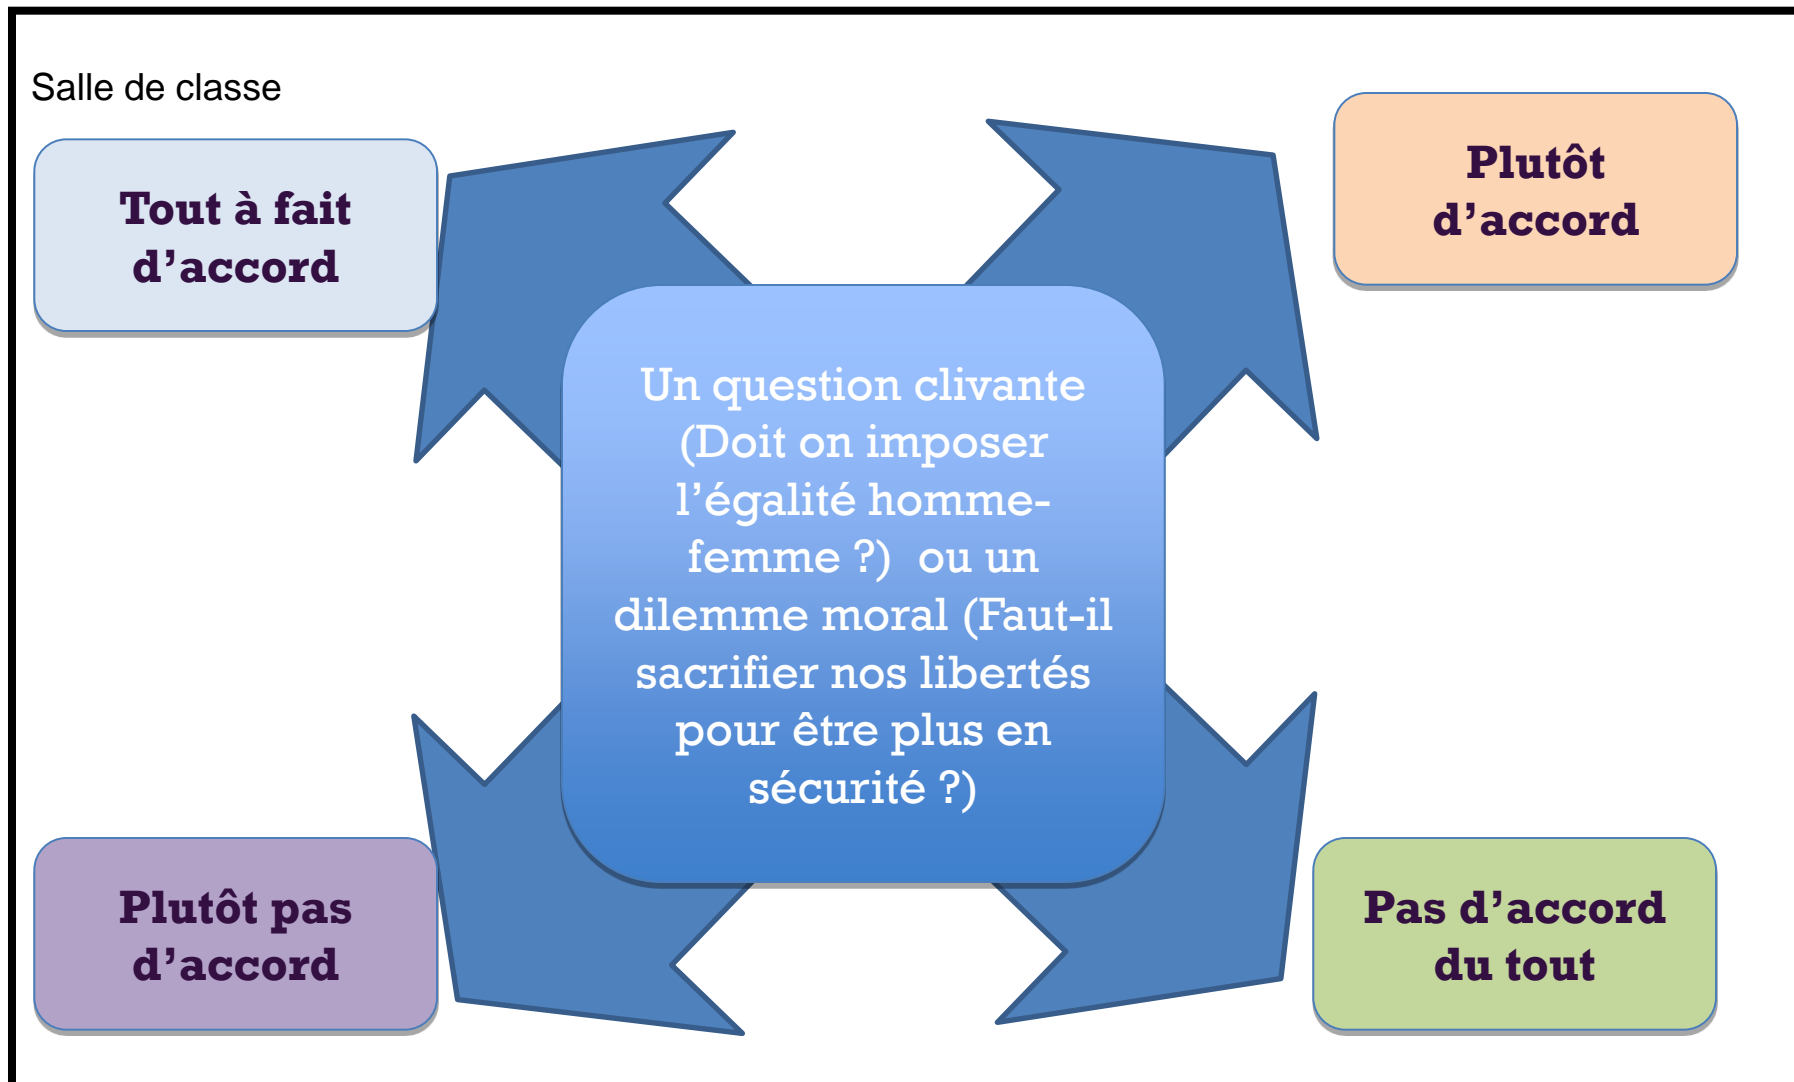 Salle de classe
Tout à fait
d’accord
Plutôt
d’accord
Un question clivante
(Doit on imposer
l’égalité homme-
femme ?)  ou un
dilemme moral (Faut-il
sacrifier nos libertés
pour être plus en
sécurité ?)
Plutôt pas
d’accord
Pas d’accord
du tout